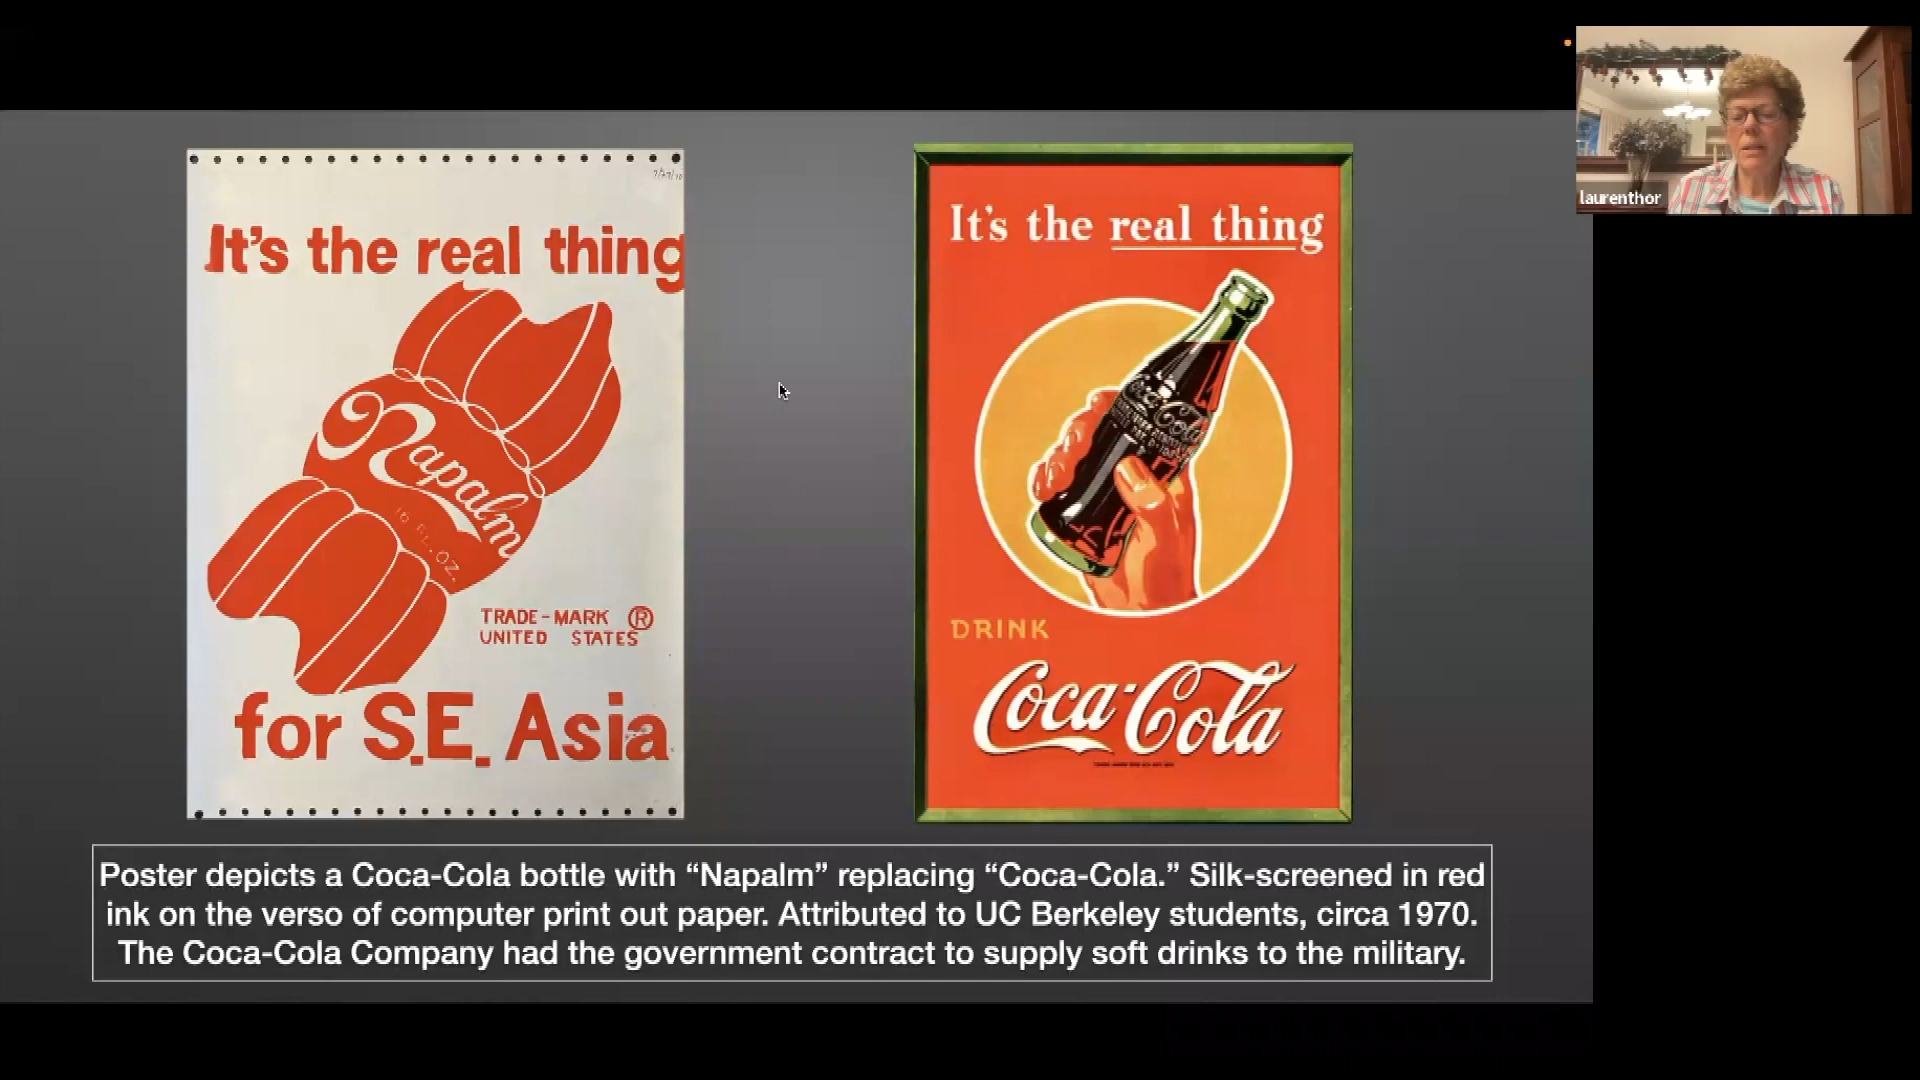 It's the real thing
Napalm
16 FL. OZ.
TRADE-MARK ®
UNITED STATES
for S.E. Asia
It's the real thing
Coca-Cola
DRINK
Coca-Cola
Poster depicts a Coca-Cola bottle with “Napalm” replacing “Coca-Cola.” Silk-screened in red
ink on the verso of computer print out paper. Attributed to UC Berkeley students, circa 1970.
The Coca-Cola Company had the government contract to supply soft drinks to the military.
laurenthor